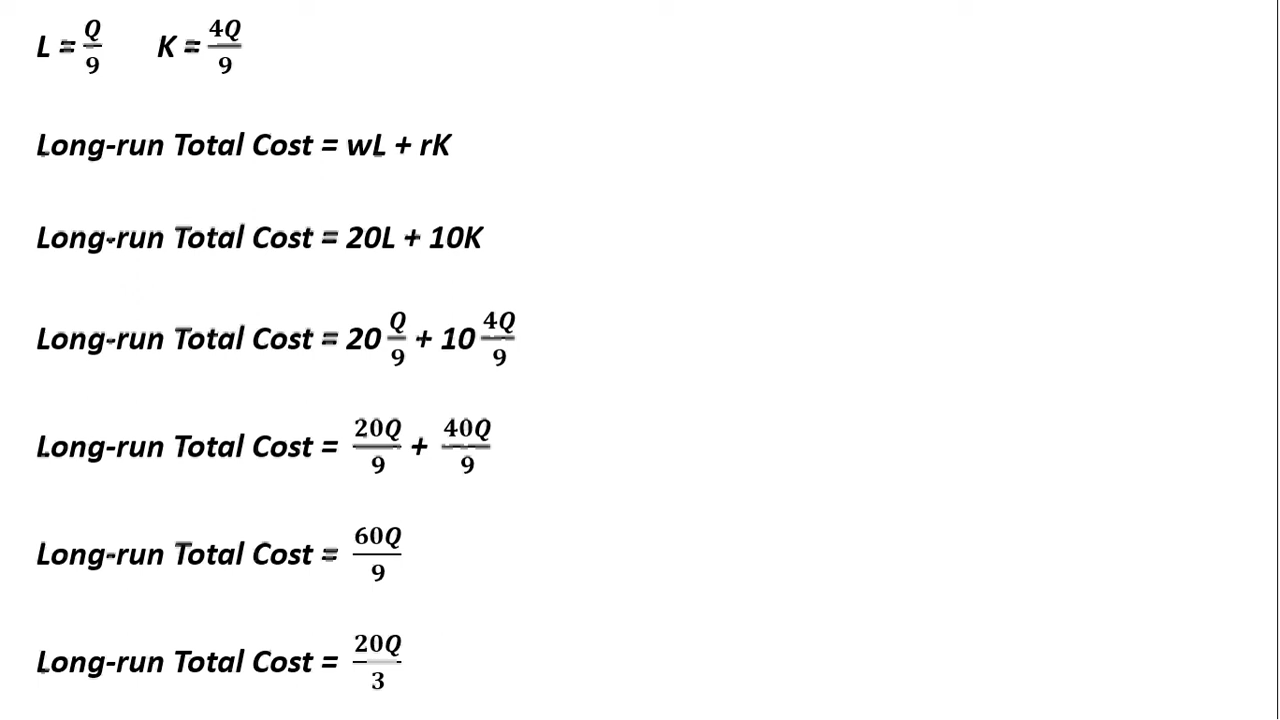 L = Q/9 K = 4Q/9
Long-run Total Cost = wL + rK
Long-run Total Cost = 20L + 10K
Long-run Total Cost = 20 Q/9 + 10 4Q/9
Long-run Total Cost = 20Q/9 + 40Q/9
Long-run Total Cost = 60Q/9
Long-run Total Cost = 20Q/3